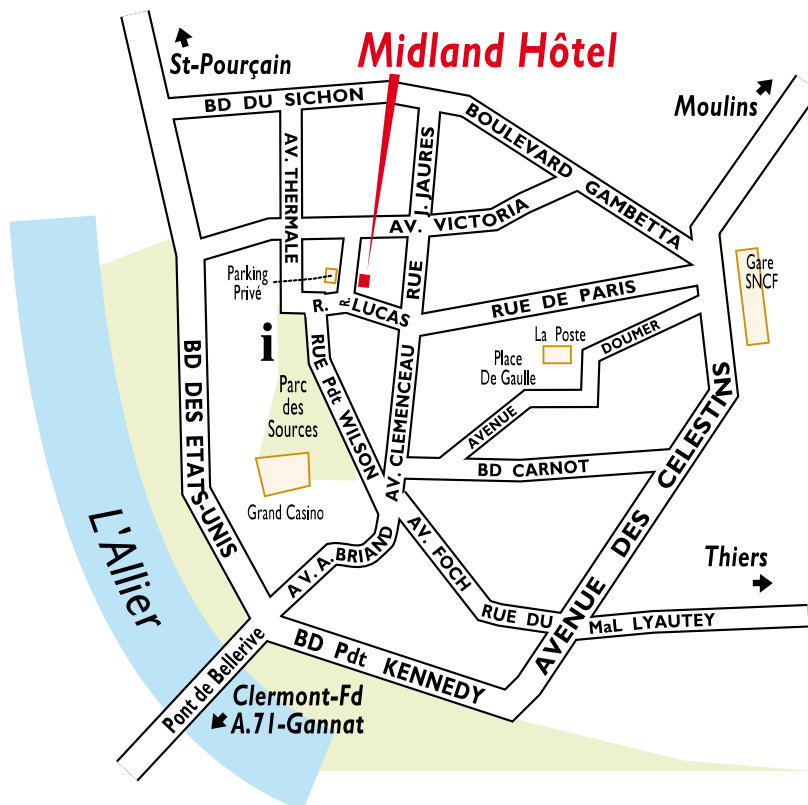 Midland Hôtel
St-Pourçain
Moulins
BD DU SICHON
BOULEVARD GAMBETTA
AV. THERMALE
J. JAURES
RUE
AV. VICTORIA
Parking
Privé
Gare
SNCF
R. LUCAS
R.
RUE DE PARIS
i
La Poste
DOUMER
Place
De Gaulle
AVENUE
BD DES ETATS-UNIS
Parc
des
Sources
RUE Pdt WILSON
AV. CLEMENCEAU
BD CARNOT
AVENUE DES CELESTINS
Grand Casino
L'Allier
AV. A. BRIAND
AV. FOCH
Thiers
RUE DU MaL LYAUTEY
BD Pdt KENNEDY
Pont de Bellerive
Clermont-Fd
A.71-Gannat